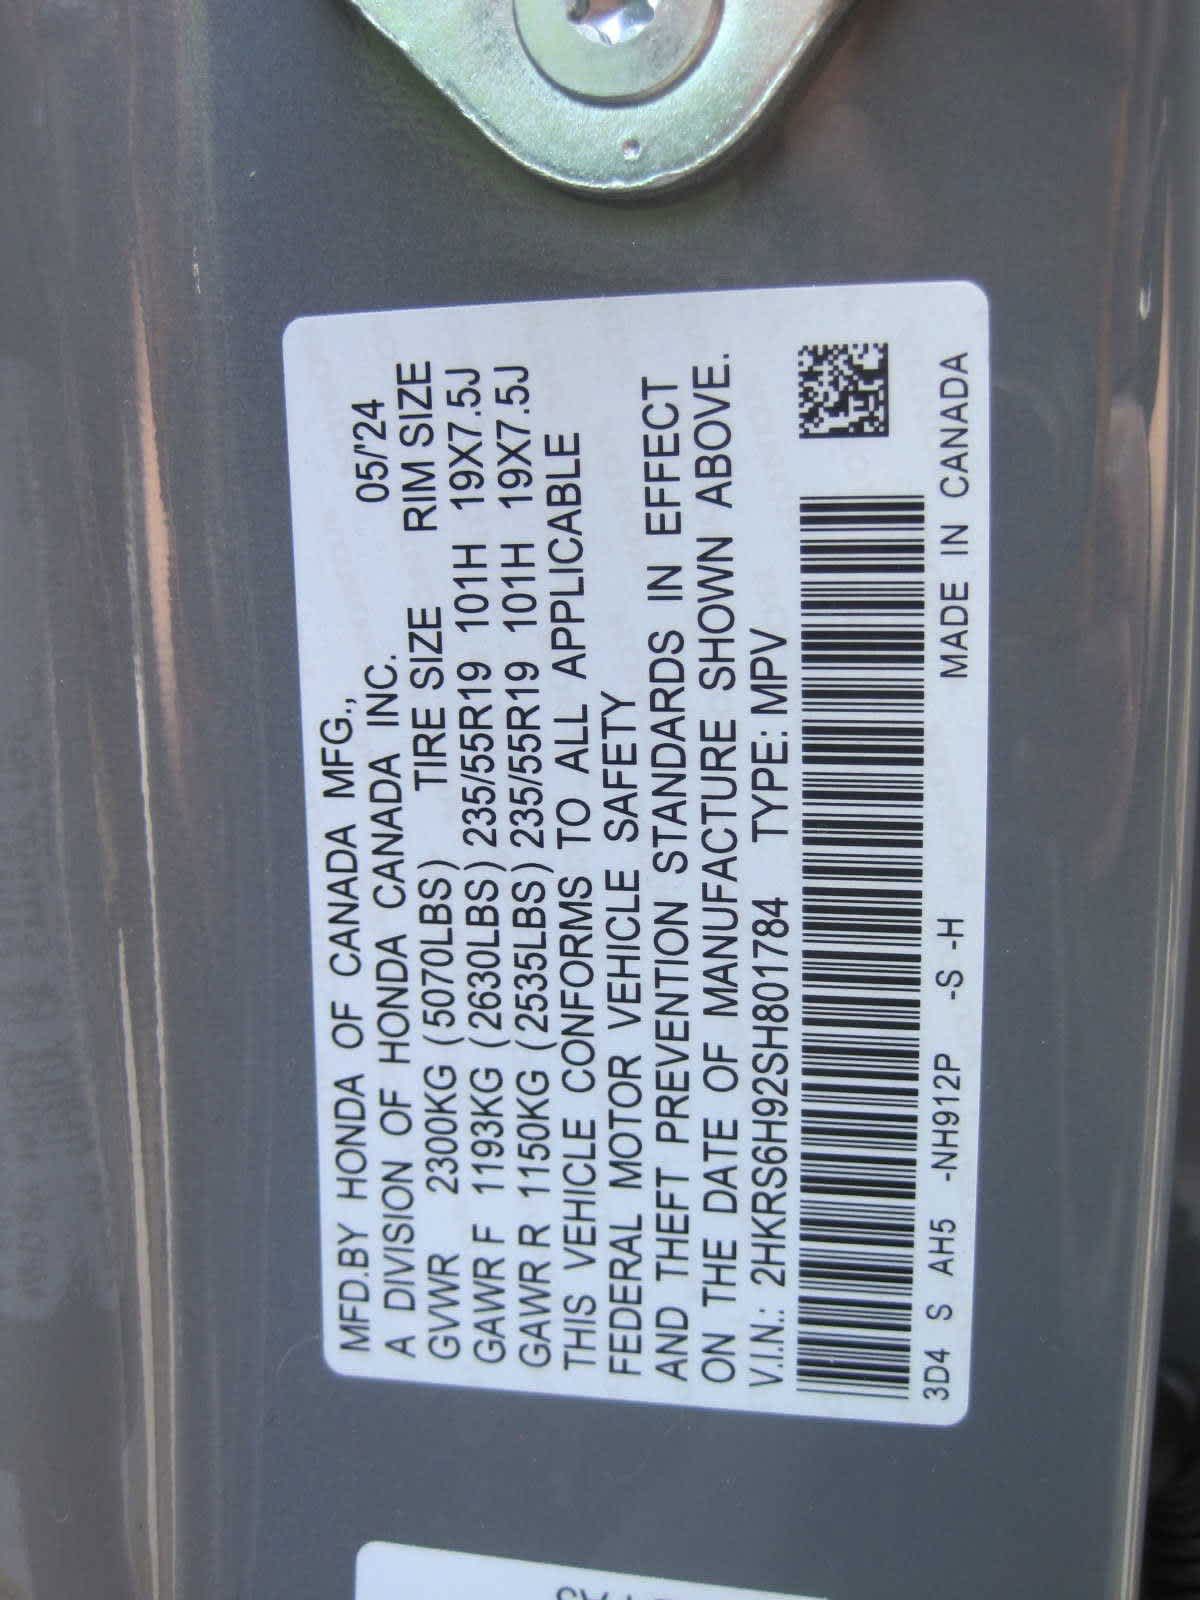 MFD.BY HONDA OF CANADA MFG.,
A DIVISION OF HONDA CANADA INC. 05/'24
GVWR 2300KG (5070LBS) TIRE SIZE RIM SIZE
GAWR F 1193KG (2630LBS) 235/55R19 101H 19X7.5J
GAWR R 1150KG (2535LBS) 235/55R19 101H 19X7.5J
THIS VEHICLE CONFORMS TO ALL APPLICABLE
FEDERAL MOTOR VEHICLE SAFETY
AND THEFT PREVENTION STANDARDS IN EFFECT
ON THE DATE OF MANUFACTURE SHOWN ABOVE.
V.I.N.: 2HKRS6H92SH801784 TYPE: MPV
3D4 S AH5 -NH912P -S -H MADE IN CANADA